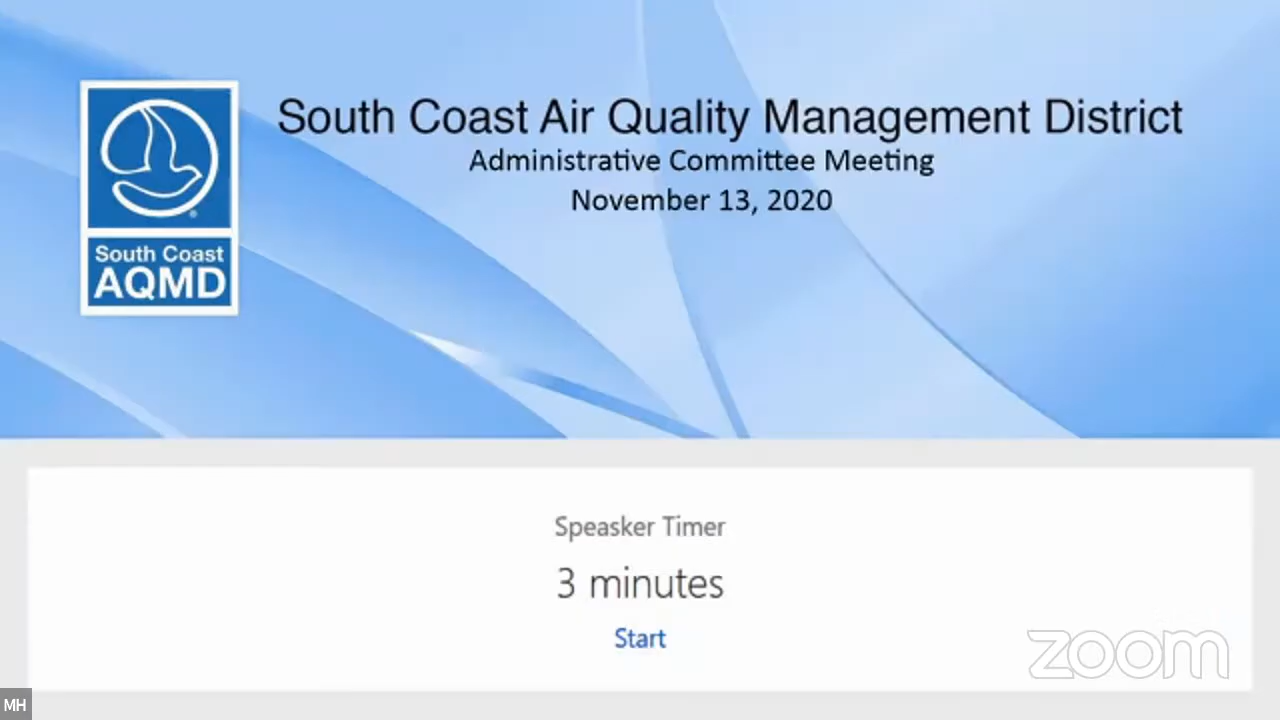 South Coast Air Quality Management District
Administrative Committee Meeting
November 13, 2020
South Coast
AQMD
Speasker Timer
3 minutes
Start
zoom
MH